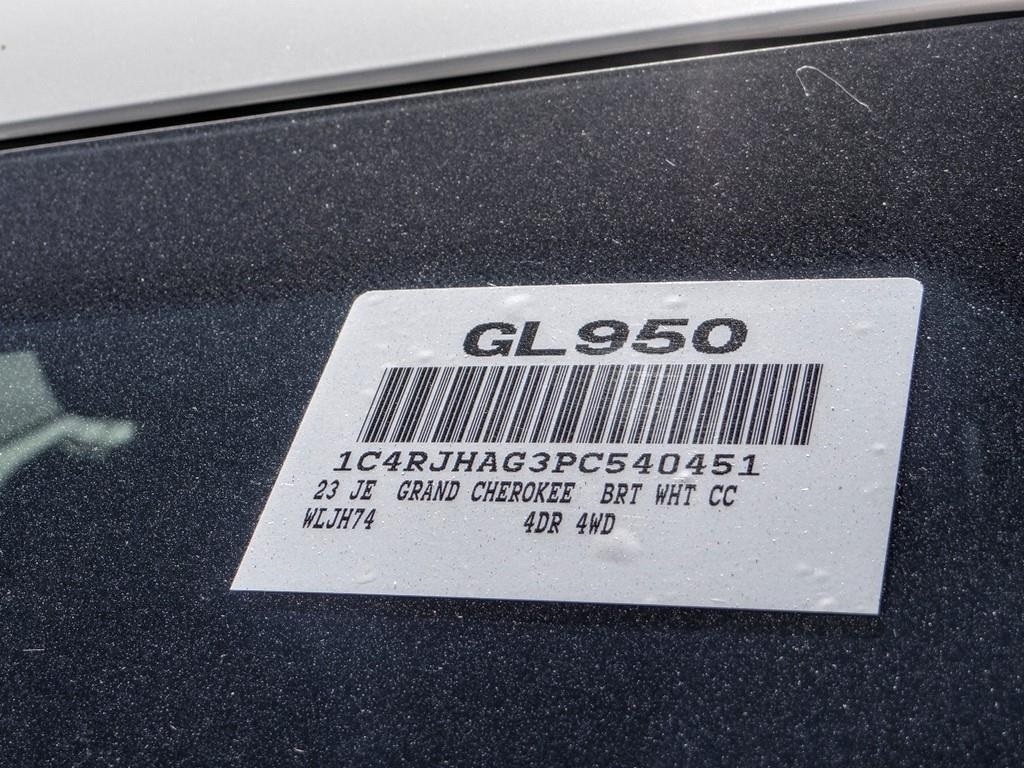 GL950
1C4RJHAG3PC540451
23 JE GRAND CHEROKEE BRT WHT CC
WLJH74 4DR 4WD